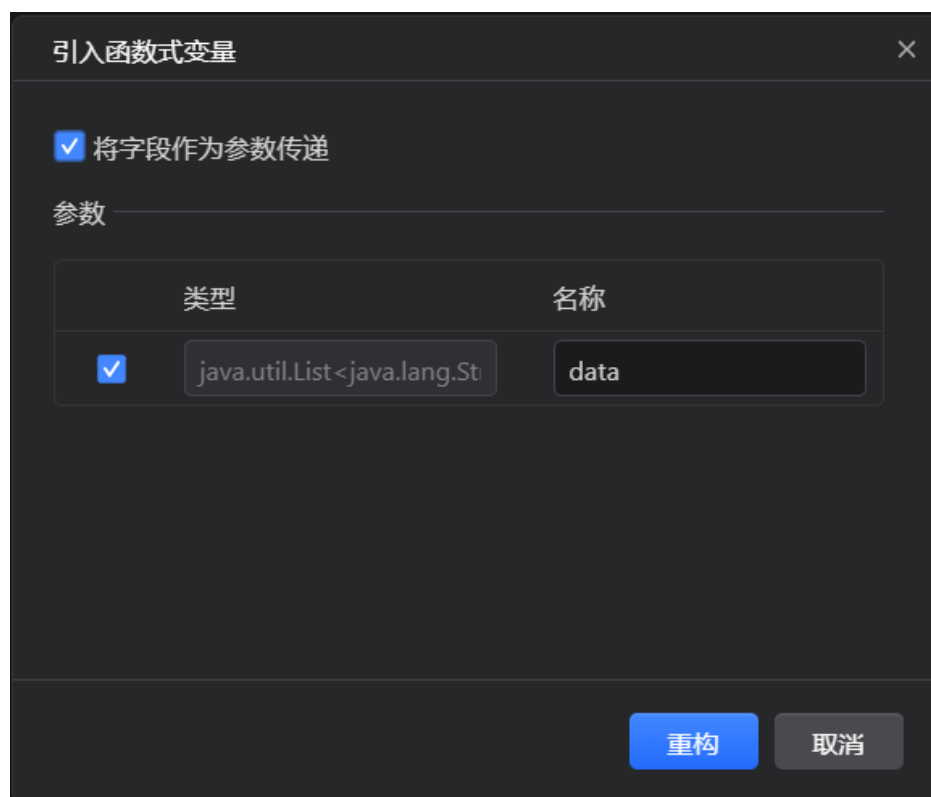 引入函数式变量
将字段作为参数传递
参数
类型 名称
java.util.List<java.lang.St data
重构 取消